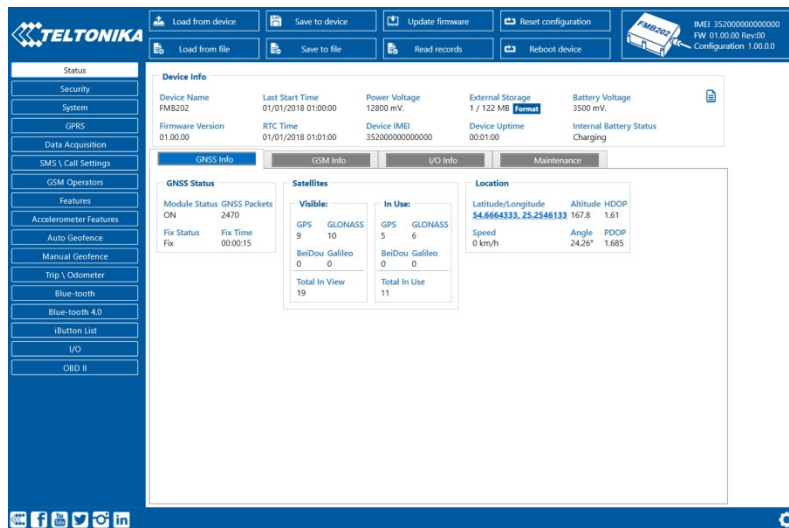 TELTONIKA
Load from device
Save to device
Update firmware
Reset configuration
Load from file
Save to file
Read records
Reboot device
FMB202
IMEI 352000000000000
FW 01.00.00 Rev:00
Configuration 1.00.0.0
Status
Security
System
GPRS
Data Acquisition
SMS \ Call Settings
GSM Operators
Features
Accelerometer Features
Auto Geofence
Manual Geofence
Trip \ Odometer
Blue-tooth
Blue-tooth 4.0
iButton List
I/O
OBD II
Device Info
Device Name Last Start Time Power Voltage External Storage Battery Voltage
FMB202 01/01/2018 01:00:00 12800 mV. 1 / 122 MB Format 3500 mV.
Firmware Version RTC Time Device IMEI Device Uptime Internal Battery Status
01.00.00 01/01/2018 01:01:00 352000000000000 00:01:00 Charging
GNSS Info GSM Info I/O Info Maintenance
GNSS Status
Module Status GNSS Packets
ON 2470
Fix Status Fix Time
Fix 00:00:15
Satellites
Visible:
GPS GLONASS
9 10
BeiDou Galileo
0 0
Total In View
19
In Use:
GPS GLONASS
5 6
BeiDou Galileo
0 0
Total In Use
11
Location
Latitude/Longitude Altitude HDOP
54.6664333, 25.2546133 167.8 1.61
Speed Angle PDOP
0 km/h 24.26° 1.685